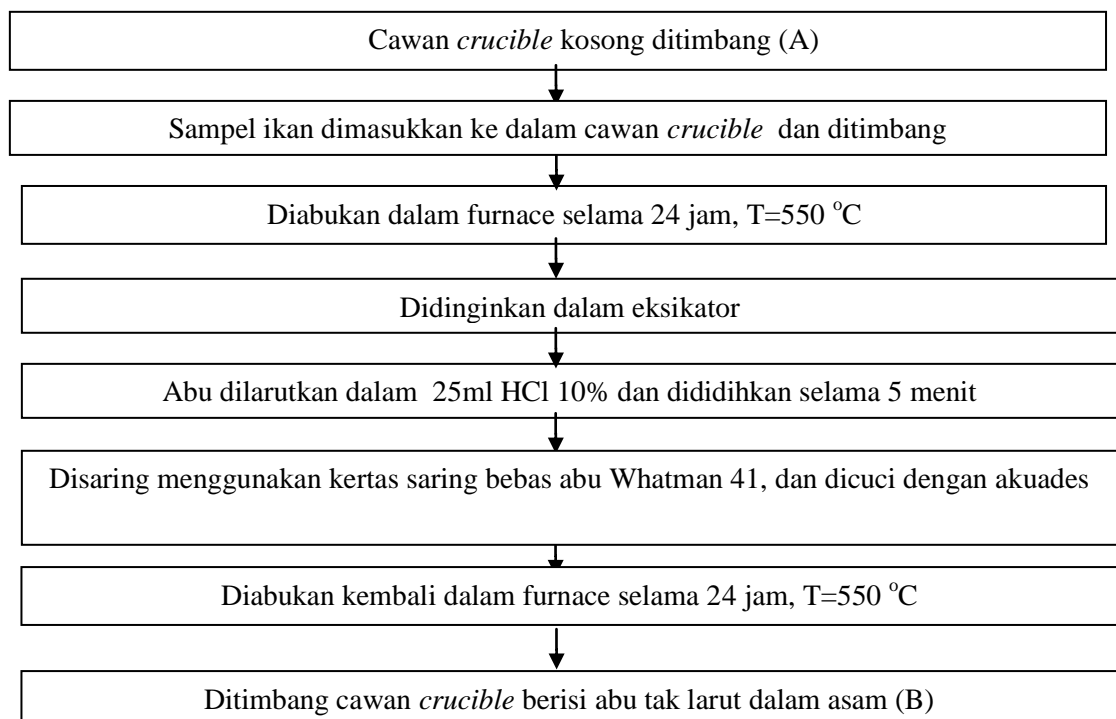 Cawan crucible kosong ditimbang (A)
Sampel ikan dimasukkan ke dalam cawan crucible dan ditimbang
Diabukan dalam furnace selama 24 jam, T=550 °C
Didinginkan dalam eksikator
Abu dilarutkan dalam 25ml HCl 10% dan dididihkan selama 5 menit
Disaring menggunakan kertas saring bebas abu Whatman 41, dan dicuci dengan akuades
Diabukan kembali dalam furnace selama 24 jam, T=550 °C
Ditimbang cawan crucible berisi abu tak larut dalam asam (B)